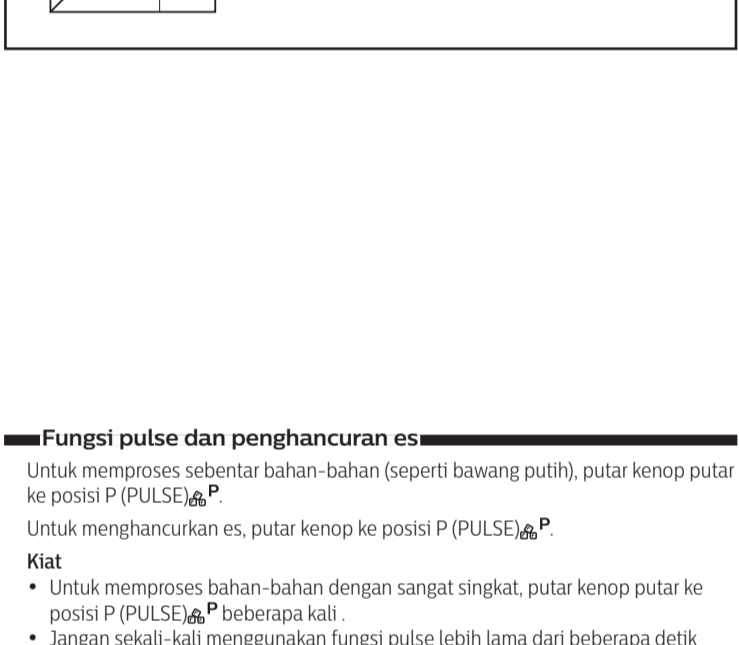 Fungsi pulse dan penghancuran es
Untuk memproses sebentar bahan-bahan (seperti bawang putih), putar kenop putar
ke posisi P (PULSE) P.
Untuk menghancurkan es, putar kenop ke posisi P (PULSE) P.
Kiat
• Untuk memproses bahan-bahan dengan sangat singkat, putar kenop putar ke
posisi P (PULSE) P beberapa kali .
• Jangan sekali-kali menggunakan fungsi pulse lebih lama dari beberapa detik